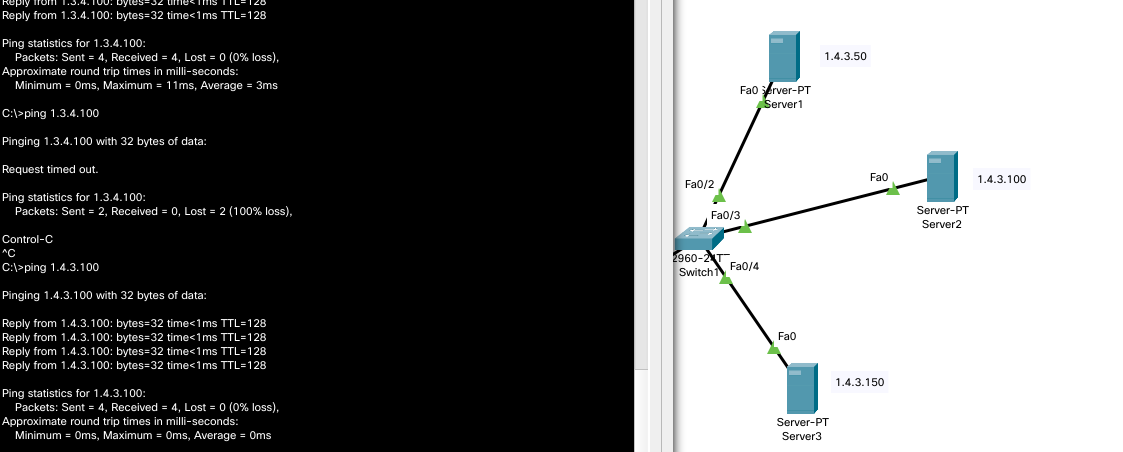 Reply from 1.3.4.100: bytes=32 time<1ms TTL=128
Reply from 1.3.4.100: bytes=32 time<1ms TTL=128
Ping statistics for 1.3.4.100:
Packets: Sent = 4, Received = 4, Lost = 0 (0% loss),
Approximate round trip times in milli-seconds:
Minimum = 0ms, Maximum = 11ms, Average = 3ms
C:\>ping 1.3.4.100
Pinging 1.3.4.100 with 32 bytes of data:
Request timed out.
Ping statistics for 1.3.4.100:
Packets: Sent = 2, Received = 0, Lost = 2 (100% loss),
Control-C
^C
C:\>ping 1.4.3.100
Pinging 1.4.3.100 with 32 bytes of data:
Reply from 1.4.3.100: bytes=32 time<1ms TTL=128
Reply from 1.4.3.100: bytes=32 time<1ms TTL=128
Reply from 1.4.3.100: bytes=32 time<1ms TTL=128
Reply from 1.4.3.100: bytes=32 time<1ms TTL=128
Ping statistics for 1.4.3.100:
Packets: Sent = 4, Received = 4, Lost = 0 (0% loss),
Approximate round trip times in milli-seconds:
Minimum = 0ms, Maximum = 0ms, Average = 0ms
1.4.3.50
Fa0
Server-PT
Server1
Fa0/2
Fa0
1.4.3.100
Server-PT
Server2
Fa0/3
2960-24TT
Switch1
Fa0/4
Fa0
1.4.3.150
Server-PT
Server3